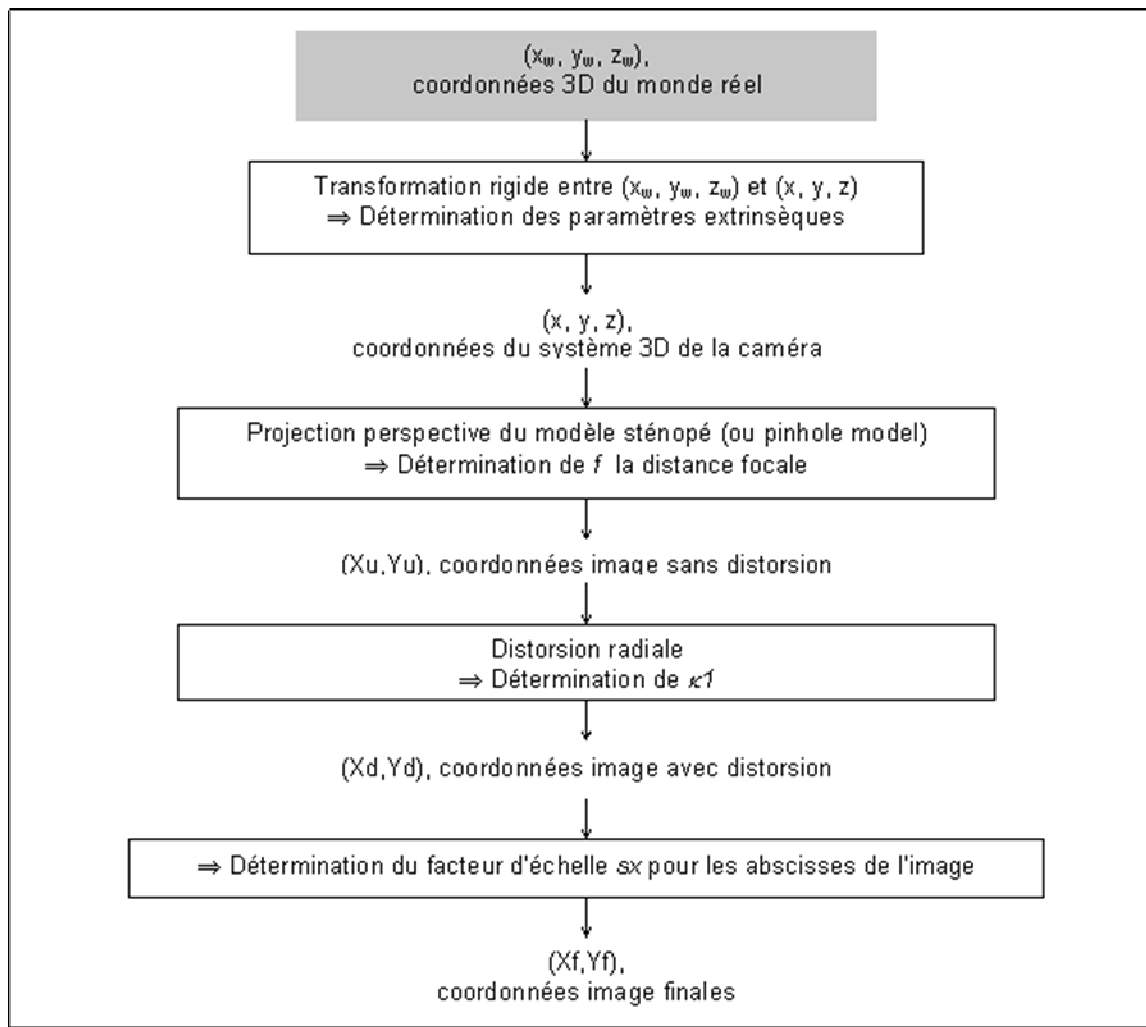 (xw, yw, zw),
coordonnées 3D du monde réel
Transformation rigide entre (xw, yw, zw) et (x, y, z)
⇒ Détermination des paramètres extrinsèques
(x, y, z),
coordonnées du système 3D de la caméra
Projection perspective du modèle sténopé (ou pinhole model)
⇒ Détermination de f la distance focale
(Xu,Yu), coordonnées image sans distorsion
Distorsion radiale
⇒ Détermination de κ1
(Xd,Yd), coordonnées image avec distorsion
⇒ Détermination du facteur d'échelle sx pour les abscisses de l'image
(Xf,Yf),
coordonnées image finales